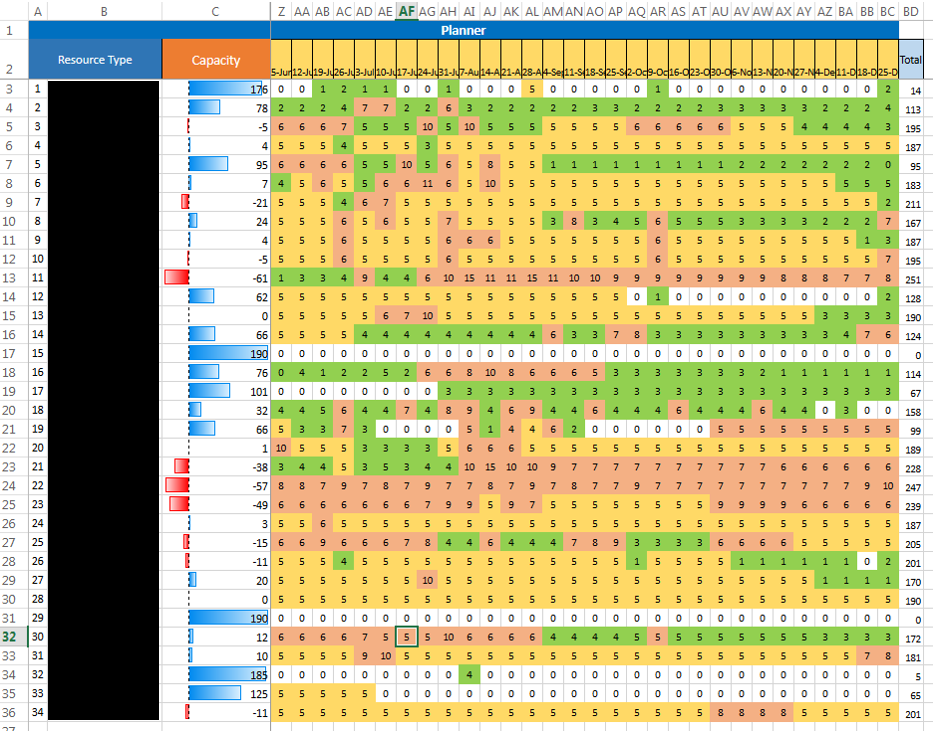 A B C Z AA AB AC AD AE AF AG AH AI AJ AK AL AM AN AO AP AQ AR AS AT AU AV AW AX AY AZ BA BB BC BD
1 Planner
2 Resource Type Capacity 5-Jun 12-Ju 19-Ju 26-Ju 3-Jul 10-Ju 17-Ju 24-Ju 31-Ju 7-Aug 14-A 21-A 28-A 4-Sep 11-S 18-S 25-S 2-Oc 9-Oct 16-O 23-O 30-O 6-No 13-N 20-N 27-N 4-De 11-D 18-D 25-D Total
3 1 176 0 0 1 2 1 1 0 0 1 0 0 0 5 0 0 0 0 0 1 0 0 0 0 0 0 0 0 0 0 2 14
4 2 78 2 2 2 4 7 7 2 2 6 3 2 2 2 2 2 3 3 2 2 2 2 3 3 3 3 3 3 2 2 4 113
5 3 -5 6 6 6 7 5 5 5 10 5 10 5 5 5 5 5 5 5 6 6 6 6 6 5 5 5 4 4 4 4 3 195
6 4 4 5 5 5 4 5 5 5 3 5 5 5 5 5 5 5 5 5 5 5 5 5 5 5 5 5 5 5 5 5 5 187
7 5 95 6 6 6 6 5 5 10 5 6 5 8 5 5 1 1 1 1 1 1 1 1 1 2 2 2 2 2 2 2 0 95
8 6 7 4 5 6 5 5 6 6 11 6 5 10 5 5 5 5 5 5 5 5 5 5 5 5 5 5 5 5 5 5 5 183
9 7 -21 5 5 5 4 6 7 5 5 5 5 5 5 5 5 5 5 5 5 5 5 5 5 5 5 5 5 5 5 5 2 211
10 8 24 5 5 5 6 5 6 5 5 7 5 5 5 5 3 8 3 4 5 6 5 5 5 3 3 3 3 2 2 2 7 167
11 9 4 5 5 5 6 5 5 5 5 6 6 6 5 5 5 5 5 5 5 6 5 5 5 5 5 5 5 5 5 1 3 187
12 10 -5 5 5 5 6 5 5 5 5 6 5 5 5 5 5 5 5 5 5 6 5 5 5 5 5 5 5 5 5 5 7 195
13 11 -61 1 3 3 4 9 4 4 6 10 15 11 11 15 11 10 10 9 9 9 9 9 9 9 9 8 8 8 7 7 8 251
14 12 62 5 5 5 5 5 5 5 5 5 5 5 5 5 5 5 5 5 0 1 0 0 0 0 0 0 0 0 0 0 2 128
15 13 0 5 5 5 5 5 6 7 10 5 5 5 5 5 5 5 5 5 5 5 5 5 5 5 5 5 5 3 3 3 3 190
16 14 66 5 5 5 5 4 4 4 4 4 4 4 4 4 6 3 3 7 8 3 3 3 3 3 3 3 3 3 4 7 6 124
17 15 190 0 0 0 0 0 0 0 0 0 0 0 0 0 0 0 0 0 0 0 0 0 0 0 0 0 0 0 0 0 0 0
18 16 76 0 4 1 2 2 5 2 6 6 8 10 8 6 6 6 5 3 3 3 3 3 3 3 2 1 1 1 1 1 1 114
19 17 101 0 0 0 0 0 0 0 0 3 3 3 3 3 3 3 3 3 3 3 3 3 3 3 3 3 3 3 3 3 3 67
20 18 32 4 4 5 6 4 4 7 4 8 9 4 6 9 4 4 6 4 4 4 6 4 4 4 6 4 4 0 3 0 0 158
21 19 66 5 3 3 7 3 0 0 0 0 5 1 4 4 6 2 0 0 0 0 0 0 5 5 5 5 5 5 5 5 5 99
22 20 1 10 5 5 5 3 3 3 3 5 6 6 6 5 5 5 5 5 5 5 5 5 5 5 5 5 5 5 5 5 5 189
23 21 -38 3 4 4 5 3 5 3 4 4 10 15 10 10 9 7 7 7 7 7 7 7 7 7 7 6 6 6 6 6 6 228
24 22 -57 8 8 7 9 7 8 7 9 7 7 8 7 9 7 8 7 7 9 7 7 7 7 7 7 7 7 7 7 9 10 247
25 23 -49 6 6 6 6 6 6 6 7 9 9 5 9 7 5 5 5 5 5 5 5 5 9 9 9 9 6 6 6 6 6 239
26 24 3 5 5 6 5 5 5 5 5 5 5 5 5 5 5 5 5 5 5 5 5 5 5 5 5 5 5 5 5 5 5 187
27 25 -15 6 6 9 6 6 6 7 8 4 4 6 4 4 4 7 8 9 3 3 3 3 6 6 6 6 5 5 5 5 5 205
28 26 -11 5 5 5 4 5 5 5 5 5 5 5 5 5 5 5 5 5 1 5 5 5 5 1 1 1 1 1 1 0 2 201
29 27 20 5 5 5 5 5 5 5 10 5 5 5 5 5 5 5 5 5 5 5 5 5 5 5 5 5 5 1 1 1 1 170
30 28 0 5 5 5 5 5 5 5 5 5 5 5 5 5 5 5 5 5 5 5 5 5 5 5 5 5 5 5 5 5 5 190
31 29 190 0 0 0 0 0 0 0 0 0 0 0 0 0 0 0 0 0 0 0 0 0 0 0 0 0 0 0 0 0 0 0
32 30 12 6 6 6 6 7 5 5 5 10 6 6 6 6 4 4 4 4 5 5 5 5 5 5 5 5 5 3 3 3 3 172
33 31 10 5 5 5 5 9 10 5 5 5 5 5 5 5 5 5 5 5 5 5 5 5 5 5 5 5 5 5 5 7 8 181
34 32 185 0 0 0 0 0 0 0 0 0 4 0 0 0 0 0 0 0 0 0 0 0 0 0 0 0 0 0 0 0 0 5
35 33 125 5 5 5 5 5 0 0 0 0 0 0 0 0 0 0 0 0 0 0 0 0 0 0 0 0 0 0 0 0 0 65
36 34 -11 5 5 5 5 5 5 5 5 5 5 5 5 5 5 5 5 5 5 5 5 5 8 8 8 8 5 5 5 5 5 201